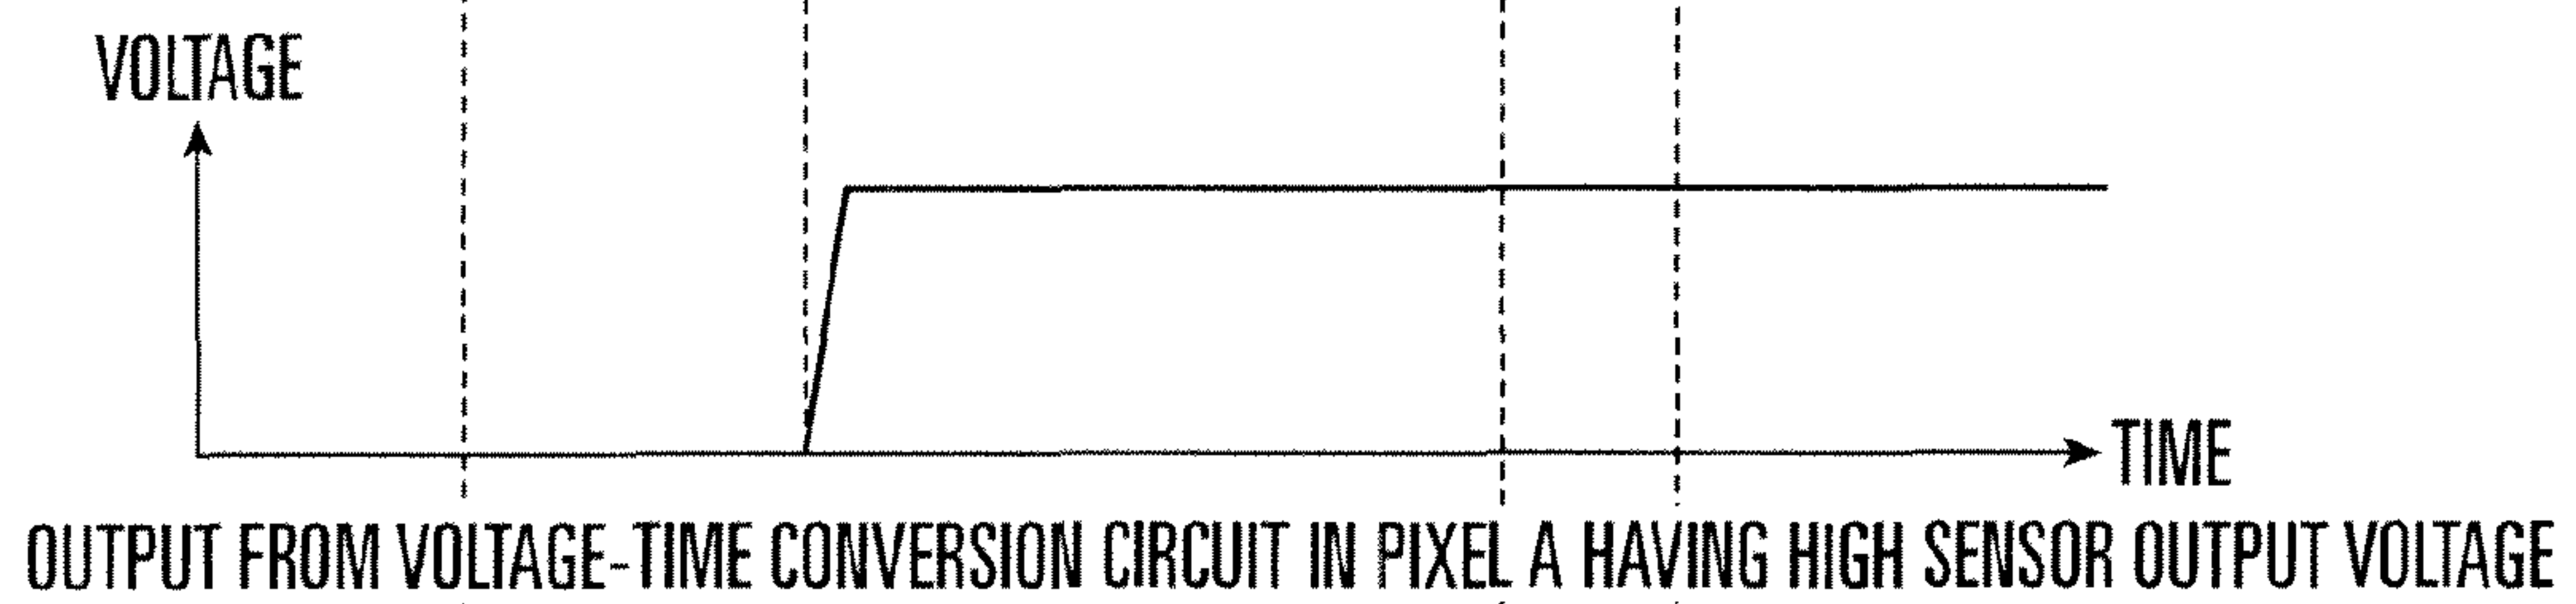 VOLTAGE
TIME
OUTPUT FROM VOLTAGE-TIME CONVERSION CIRCUIT IN PIXEL A HAVING HIGH SENSOR OUTPUT VOLTAGE